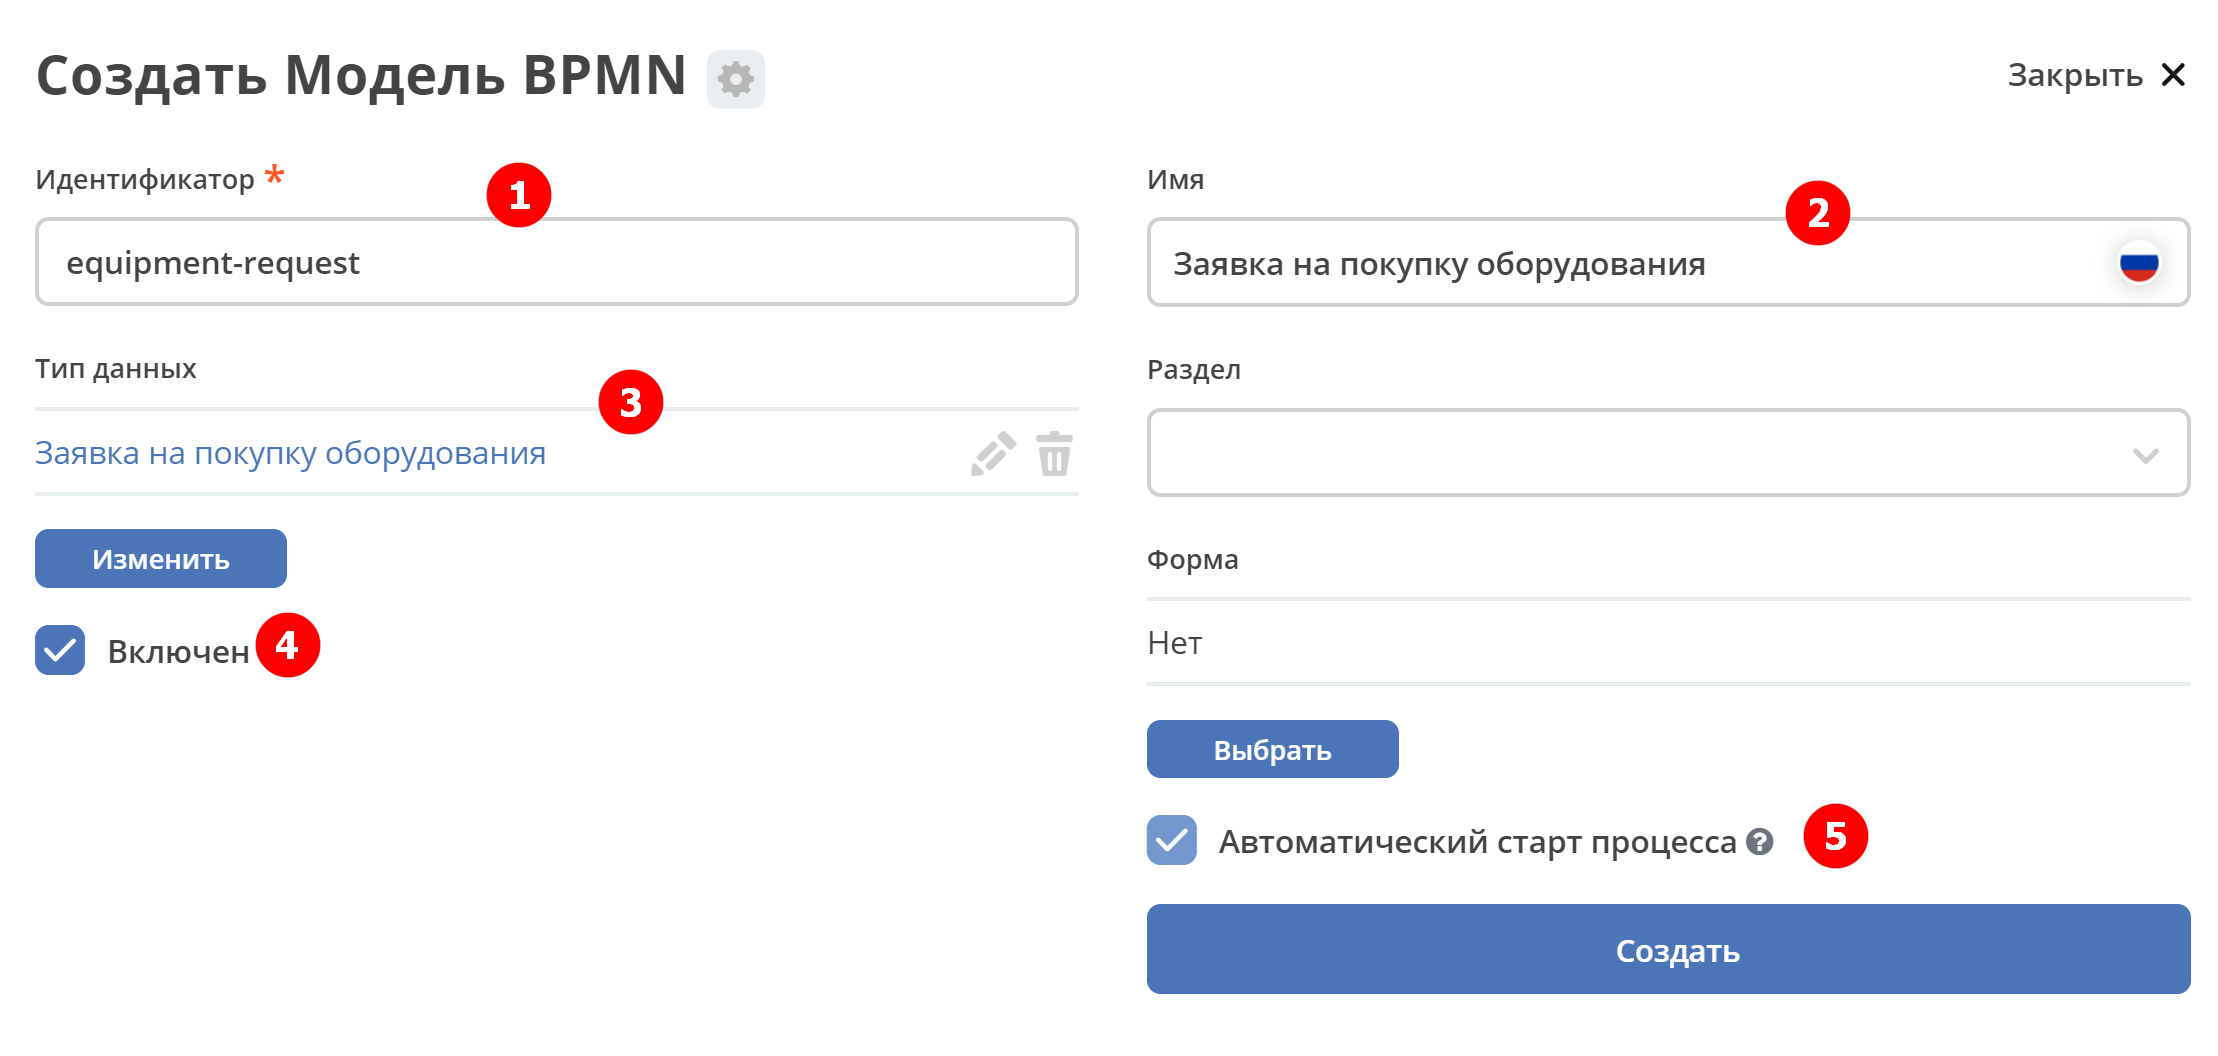 Создать Модель BPMN
Закрыть
Идентификатор *
1
equipment-request
Имя
2
Заявка на покупку оборудования
Тип данных
3
Заявка на покупку оборудования
Изменить
Включен
4
Раздел
Форма
Нет
Выбрать
Автоматический старт процесса ?
5
Создать